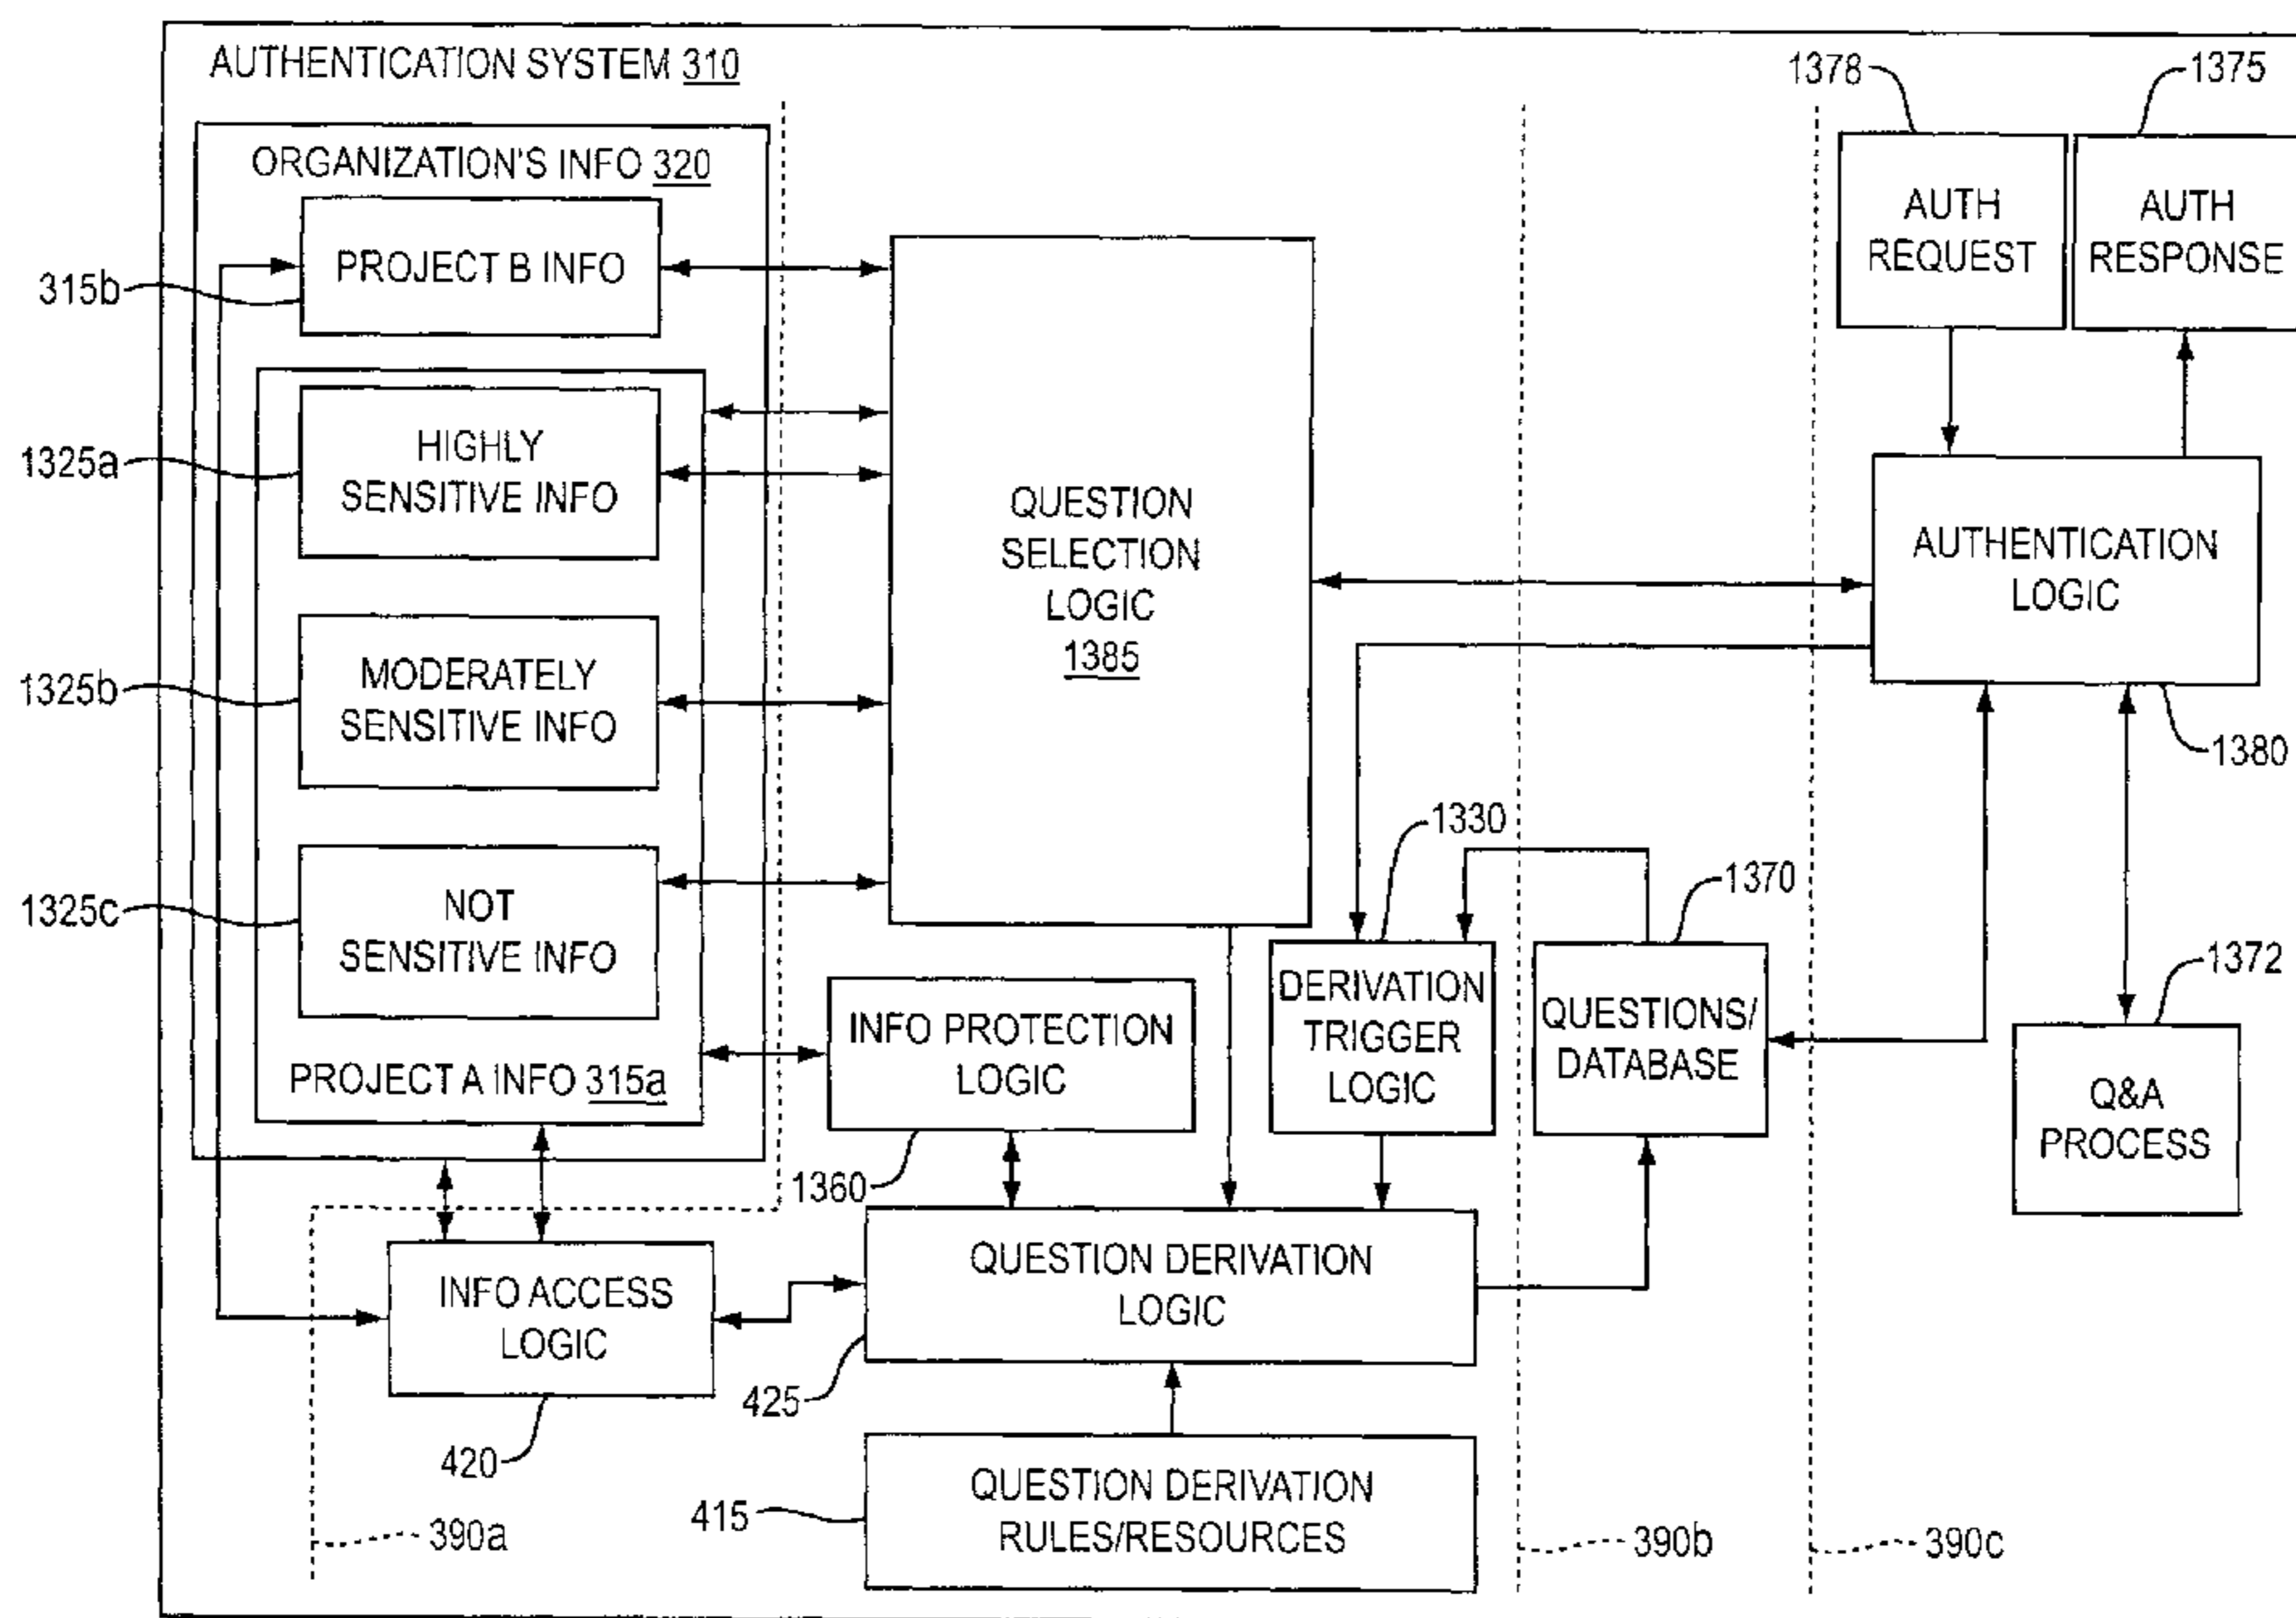 AUTHENTICATION SYSTEM 310
ORGANIZATION'S INFO 320
PROJECT B INFO
315b
HIGHLY
SENSITIVE INFO
1325a
MODERATELY
SENSITIVE INFO
1325b
NOT
SENSITIVE INFO
1325c
PROJECT A INFO 315a
QUESTION
SELECTION
LOGIC
1385
1378
1375
AUTH
REQUEST
AUTH
RESPONSE
AUTHENTICATION
LOGIC
1380
1330
1370
1372
INFO PROTECTION
LOGIC
1360
DERIVATION
TRIGGER
LOGIC
QUESTIONS/
DATABASE
Q&A
PROCESS
INFO ACCESS
LOGIC
420
QUESTION DERIVATION
LOGIC
425
QUESTION DERIVATION
RULES/RESOURCES
415
390a
390b
390c